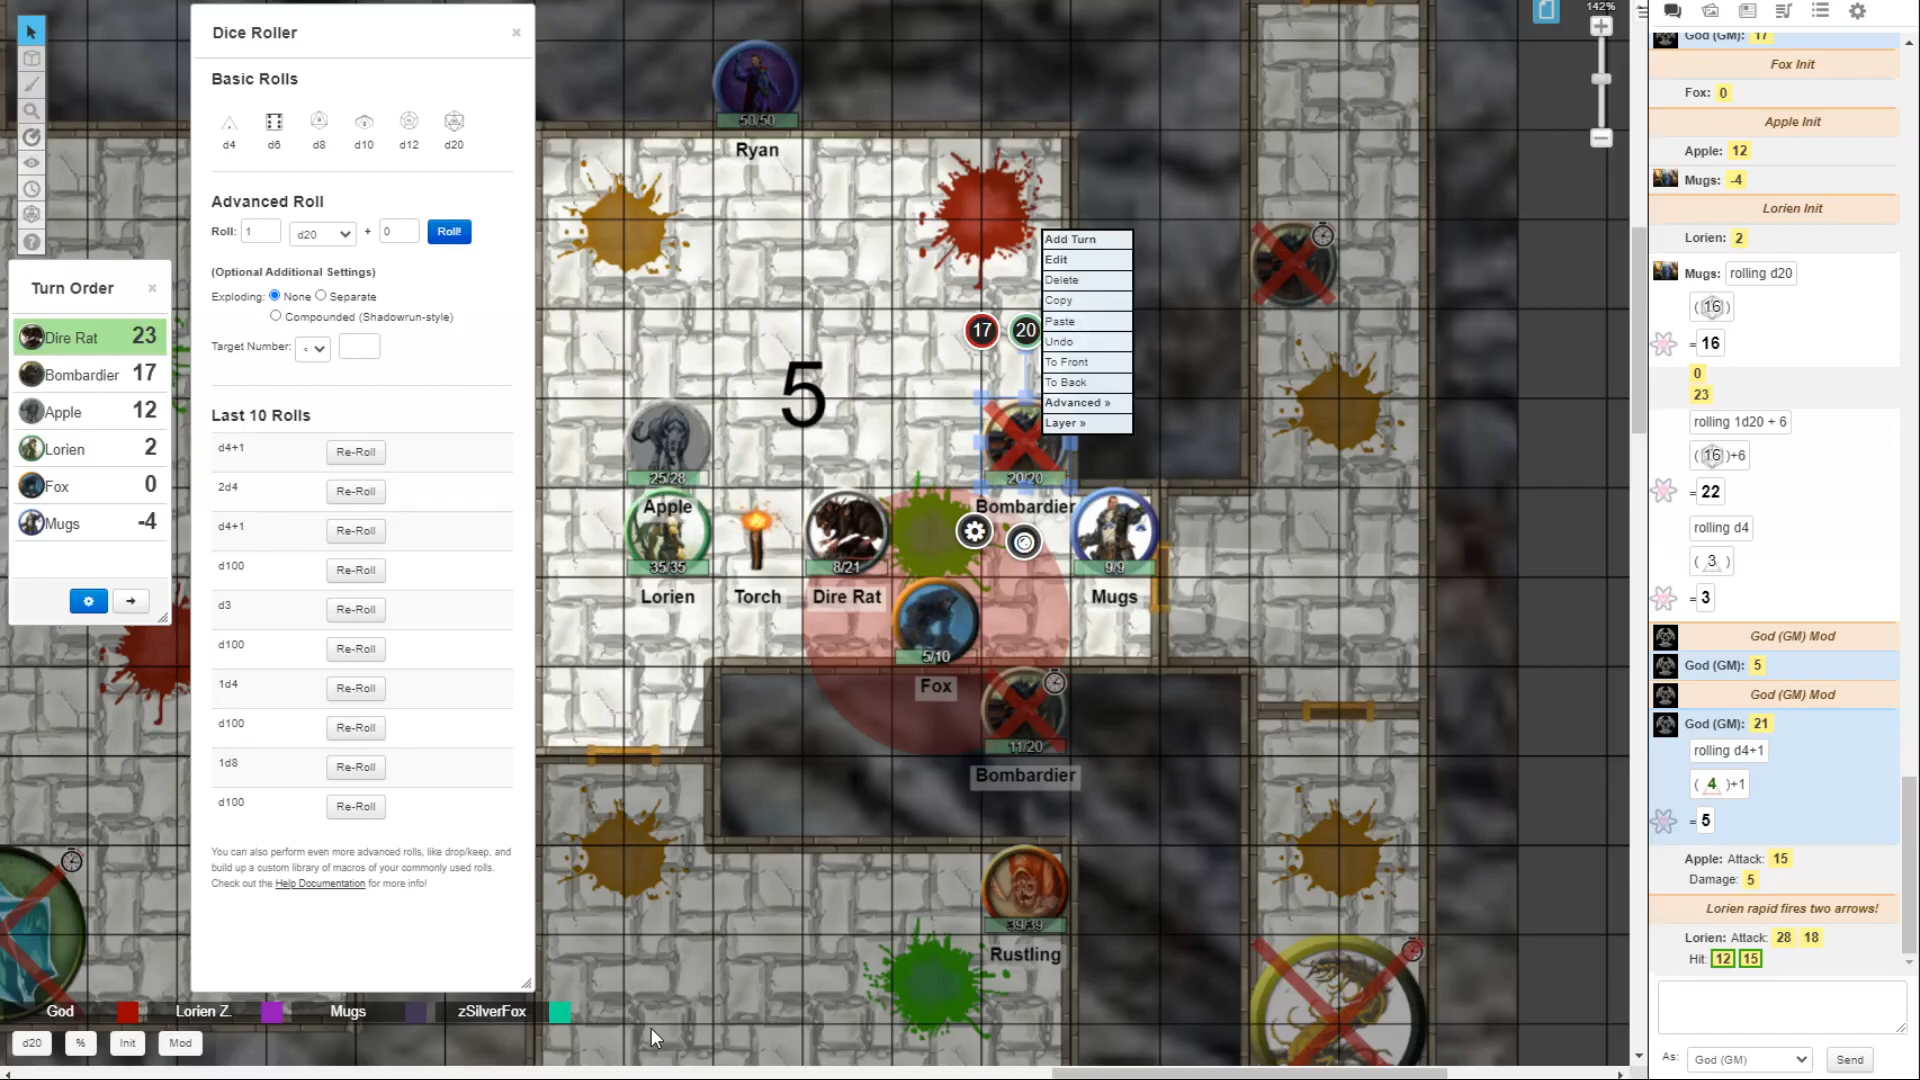 Dice Roller
×
Basic Rolls
d4 d6 d8 d10 d12 d20
Advanced Roll
Roll: 1 d20 + 0 Roll!
(Optional Additional Settings)
Exploding: None Separate
Compounded (Shadowrun-style)
Target Number: <
Last 10 Rolls
d4+1 Re-Roll
2d4 Re-Roll
d4+1 Re-Roll
d100 Re-Roll
d3 Re-Roll
d100 Re-Roll
1d4 Re-Roll
d100 Re-Roll
1d8 Re-Roll
d100 Re-Roll
You can also perform even more advanced rolls, like drop/keep, and
build up a custom library of macros of your commonly used rolls.
Check out the Help Documentation for more info!
Turn Order ×
Dire Rat 23
Bombardier 17
Apple 12
Lorien 2
Fox 0
Mugs -4
God Lorien Z. Mugs zSilverFox
d20 % Init Mod
50/50
Ryan
5
17 20
Add Turn
Edit
Delete
Copy
Paste
Undo
To Front
To Back
Advanced »
Layer »
25/28
Apple
20/20
Bombardier
35/35
Lorien
Torch
8/21
Dire Rat
9/9
Mugs
5/10
Fox
11/20
Bombardier
39/39
Rustling
142%
God (GM): 17
Fox Init
Fox: 0
Apple Init
Apple: 12
Mugs: -4
Lorien Init
Lorien: 2
Mugs: rolling d20
(16)
=16
0
23
rolling 1d20 + 6
(16)+6
=22
rolling d4
(3)
=3
God (GM) Mod
God (GM): 5
God (GM) Mod
God (GM): 21
rolling d4+1
(4)+1
=5
Apple: Attack: 15
Damage: 5
Lorien rapid fires two arrows!
Lorien: Attack: 28 18
Hit: 12 15
As: God (GM) Send